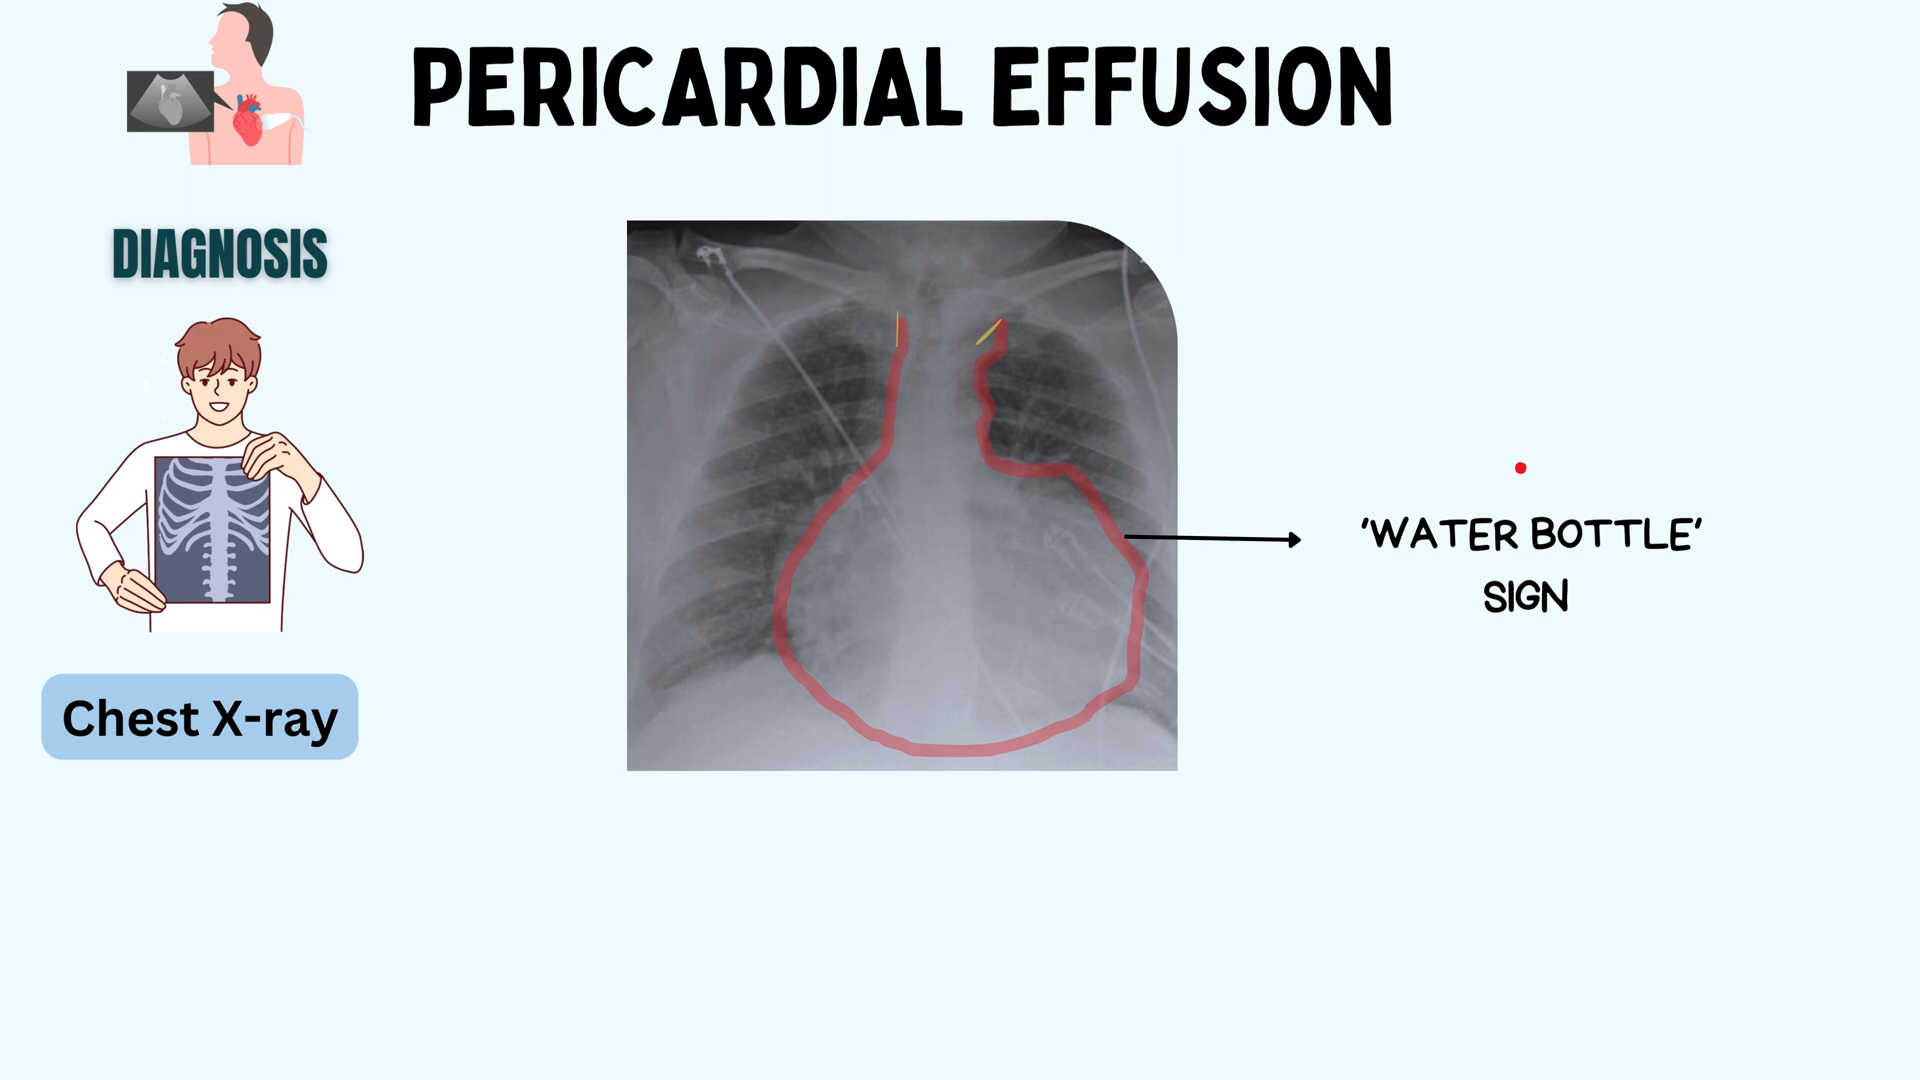 PERICARDIAL EFFUSION
DIAGNOSIS
Chest X-ray
'WATER BOTTLE'
SIGN